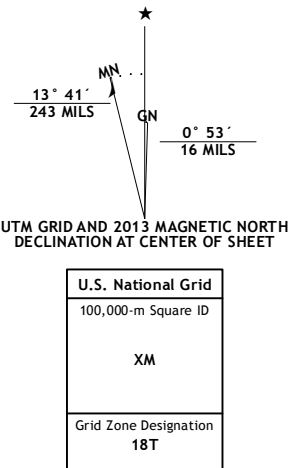 ★
MN
GN
13° 41´
243 MILS
0° 53´
16 MILS
UTM GRID AND 2013 MAGNETIC NORTH
DECLINATION AT CENTER OF SHEET
U.S. National Grid
100,000-m Square ID
XM
Grid Zone Designation
18T